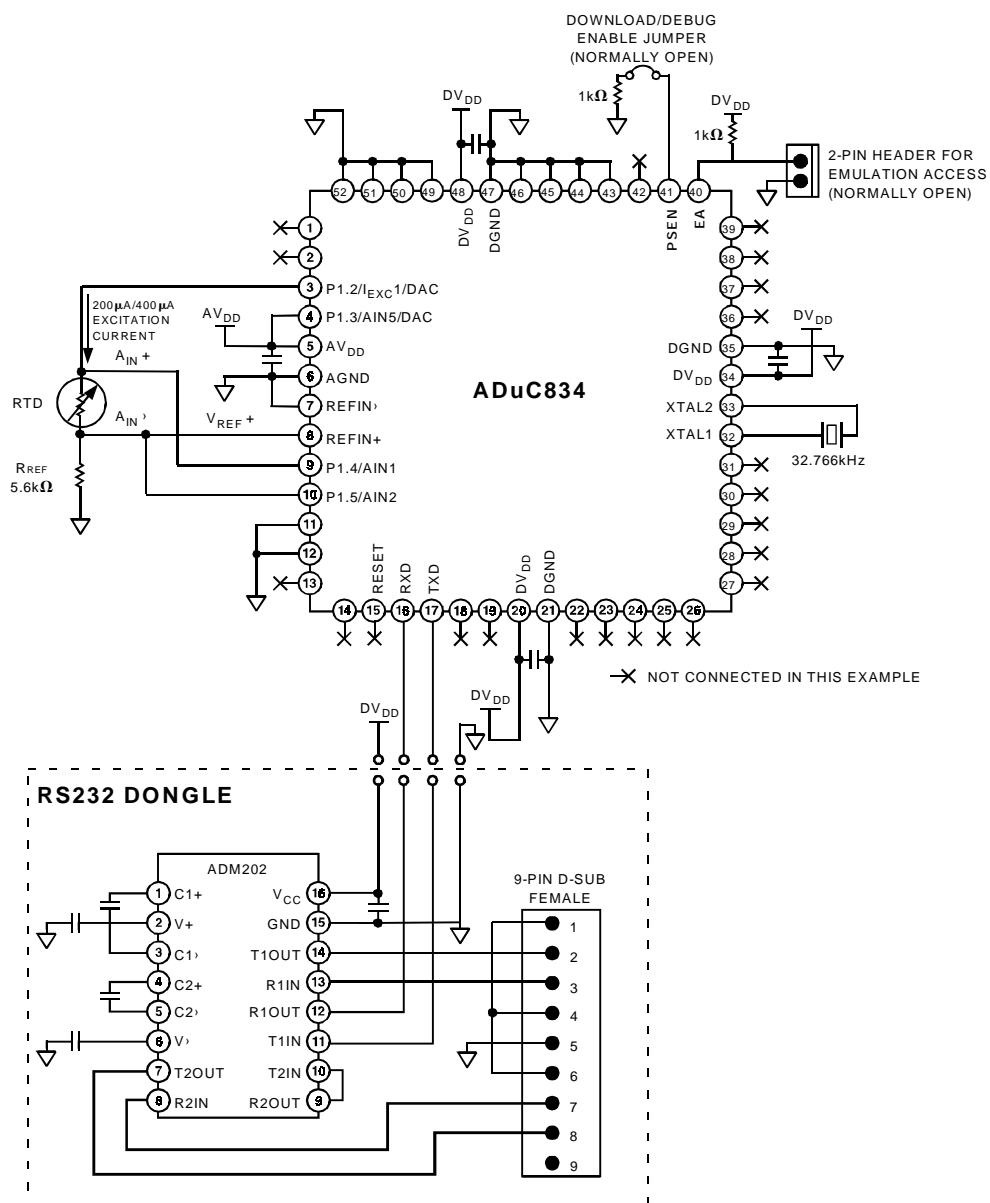 DOWNLOAD/DEBUG
ENABLE JUMPER
(NORMALLY OPEN)
1kΩ
DVDD
DVDD
1kΩ
2-PIN HEADER FOR
EMULATION ACCESS
(NORMALLY OPEN)
52 51 50 49 48 47 46 45 44 43 42 41 40
DVDD
DGND
PSEN
EA
1
2
3 P1.2/IEXC1/DAC
4 P1.3/AIN5/DAC
5 AVDD
6 AGND
7 REFIN›
8 REFIN+
9 P1.4/AIN1
10 P1.5/AIN2
11
12
13
200μA/400μA
EXCITATION
CURRENT
AVDD
AIN +
RTD
AIN ›
VREF +
RREF
5.6kΩ
ADuC834
39
38
37
36
DGND 35
DVDD 34
XTAL2 33
XTAL1 32
31
30
29
28
27
DVDD
32.766kHz
RESET
RXD
TXD
DVDD
DGND
14 15 16 17 18 19 20 21 22 23 24 25 26
NOT CONNECTED IN THIS EXAMPLE
DVDD
DVDD
RS232 DONGLE
ADM202
1 C1+
2 V+
3 C1›
4 C2+
5 C2›
6 V›
7 T2OUT
8 R2IN
VCC 16
GND 15
T1OUT 14
R1IN 13
R1OUT 12
T1IN 11
T2IN 10
R2OUT 9
9-PIN D-SUB
FEMALE
1
2
3
4
5
6
7
8
9